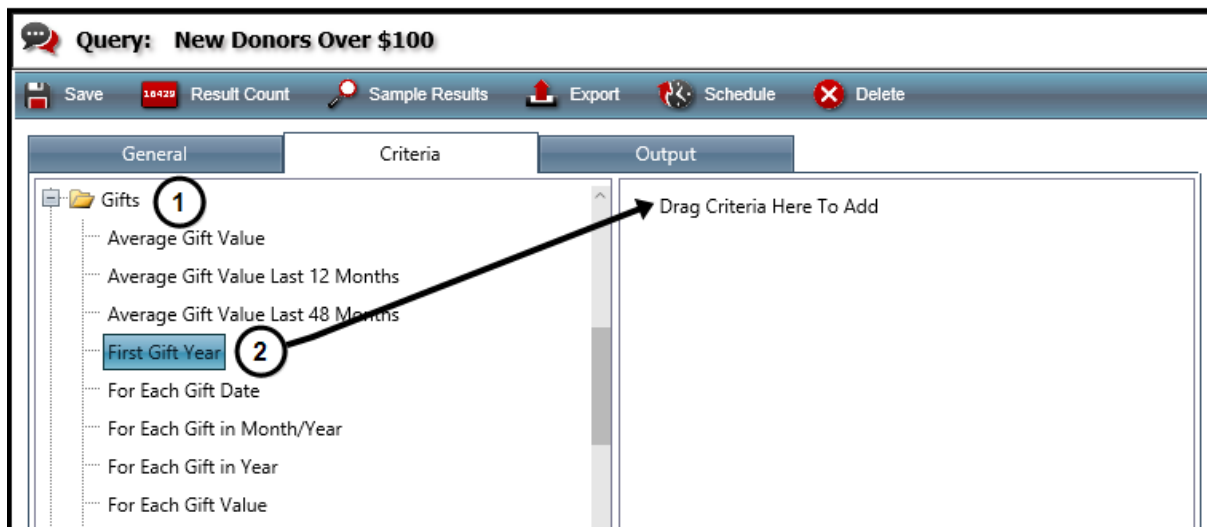 Query: New Donors Over $100
Save 18429 Result Count Sample Results Export Schedule Delete
General Criteria Output
Gifts 1
Drag Criteria Here To Add
Average Gift Value
Average Gift Value Last 12 Months
Average Gift Value Last 48 Months
First Gift Year 2
For Each Gift Date
For Each Gift in Month/Year
For Each Gift in Year
For Each Gift Value